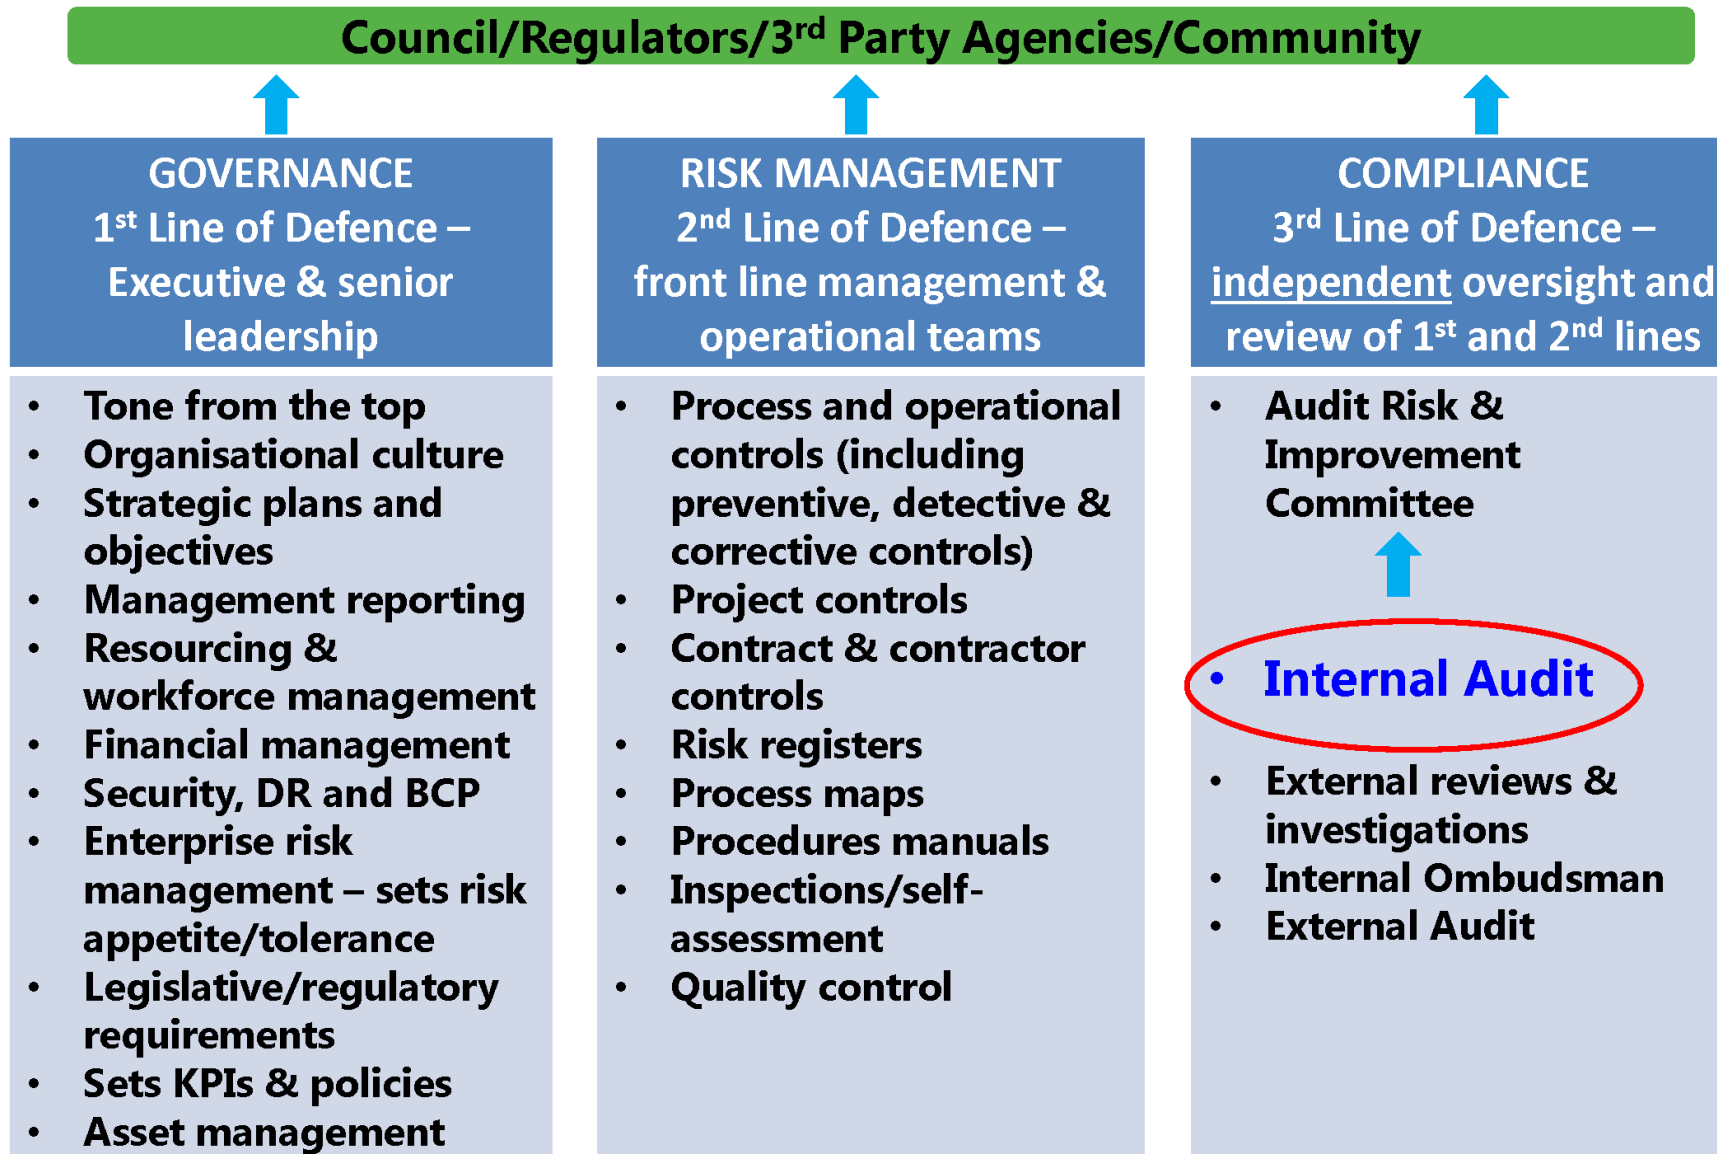 Council/Regulators/3rd Party Agencies/Community
GOVERNANCE
1st Line of Defence –
Executive & senior
leadership
• Tone from the top
• Organisational culture
• Strategic plans and
objectives
• Management reporting
• Resourcing &
workforce management
• Financial management
• Security, DR and BCP
• Enterprise risk
management – sets risk
appetite/tolerance
• Legislative/regulatory
requirements
• Sets KPIs & policies
• Asset management
RISK MANAGEMENT
2nd Line of Defence –
front line management &
operational teams
• Process and operational
controls (including
preventive, detective &
corrective controls)
• Project controls
• Contract & contractor
controls
• Risk registers
• Process maps
• Procedures manuals
• Inspections/self-
assessment
• Quality control
COMPLIANCE
3rd Line of Defence –
independent oversight and
review of 1st and 2nd lines
• Audit Risk &
Improvement
Committee
• Internal Audit
• External reviews &
investigations
• Internal Ombudsman
• External Audit